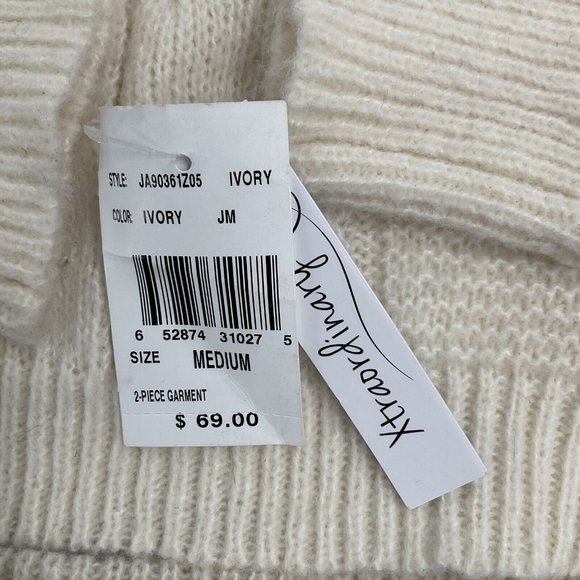 STYLE: JA90361Z05 IVORY
COLOR: IVORY JM
6 52874 31027 5
SIZE MEDIUM
2-PIECE GARMENT
$ 69.00
Xtraordinary